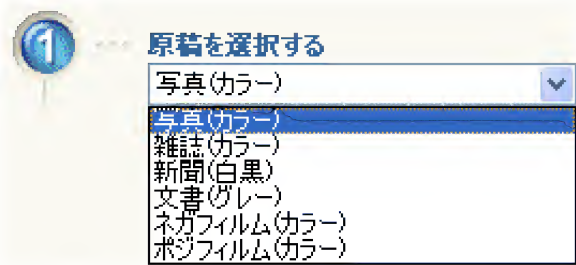 1
原稿を選択する
写真(カラー)
写真(カラー)
雑誌(カラー)
新聞(白黒)
文書(グレー)
ネガフィルム(カラー)
ポジフィルム(カラー)